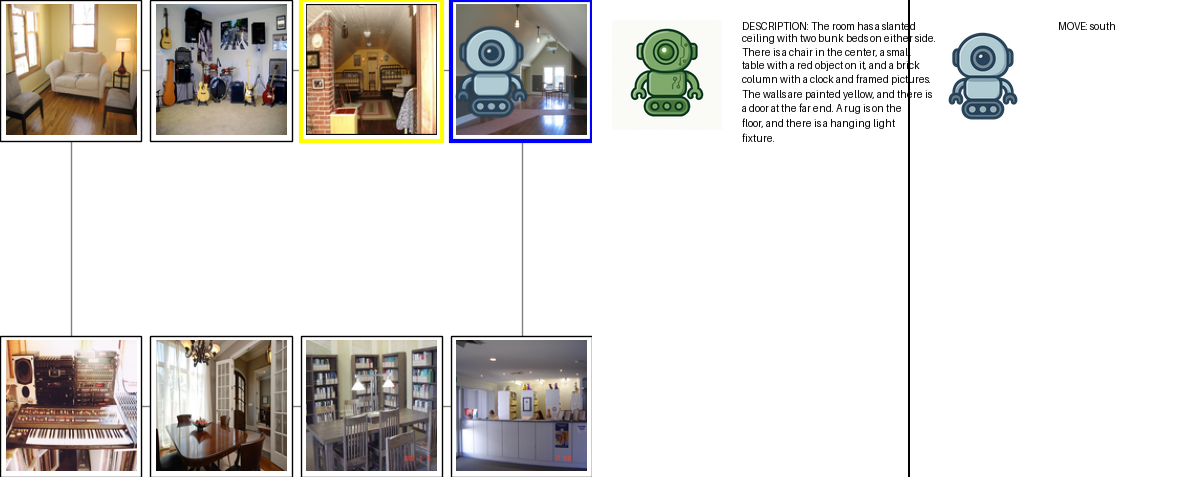 DESCRIPTION: The room has a slanted
ceiling with two bunk beds on either side.
There is a chair in the center, a small
table with a red object on it, and a brick
column with a clock and framed pictures.
The walls are painted yellow, and there is
a door at the far end. A rug is on the
floor, and there is a hanging light
fixture.
MOVE: south